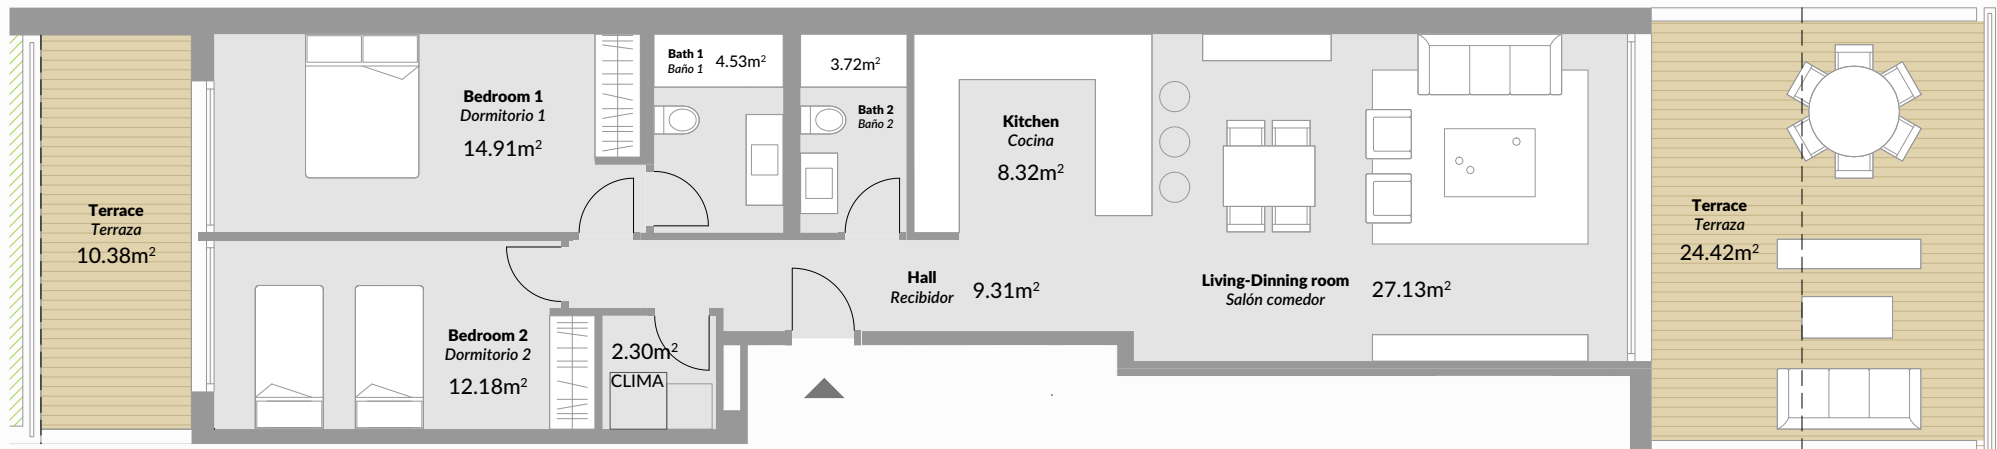 Terrace
Terraza
10.38m²
Bedroom 1
Dormitorio 1
14.91m²
Bedroom 2
Dormitorio 2
12.18m²
Bath 1
Baño 1
4.53m²
3.72m²
Bath 2
Baño 2
2.30m²
CLIMA
Kitchen
Cocina
8.32m²
Hall
Recibidor
9.31m²
Living-Dinning room
Salón comedor
27.13m²
Terrace
Terraza
24.42m²